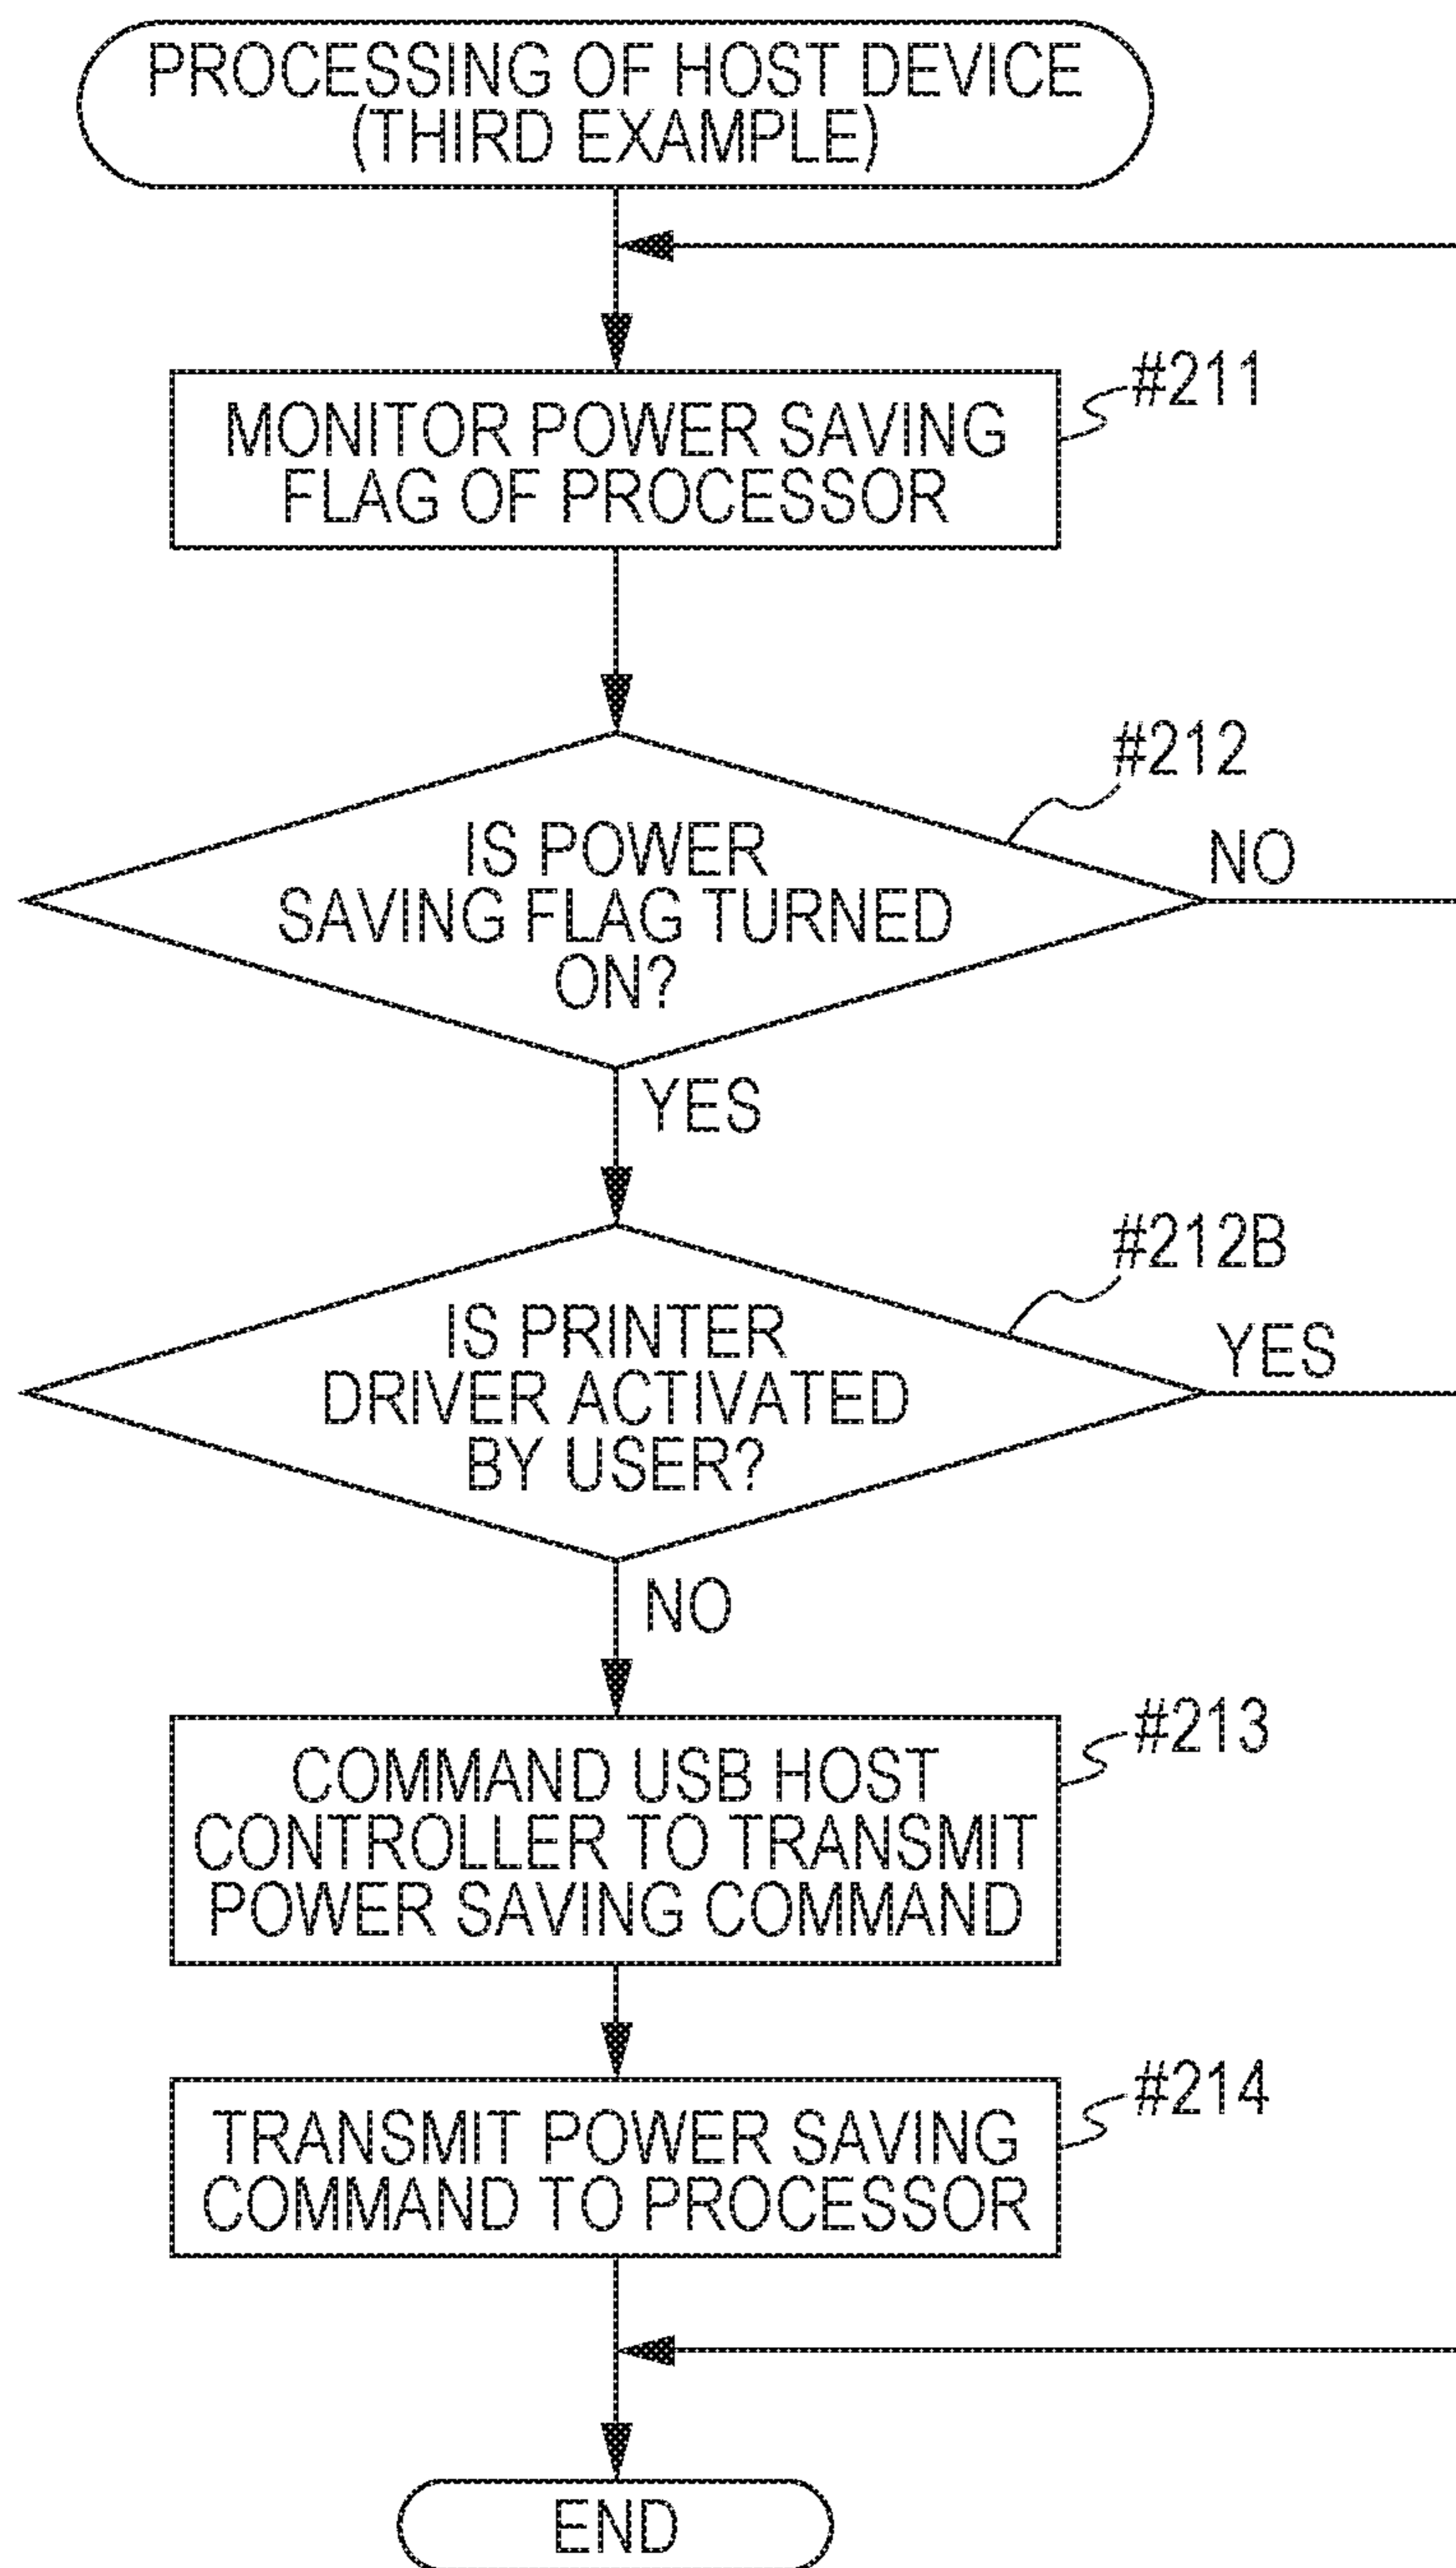 PROCESSING OF HOST DEVICE
(THIRD EXAMPLE)
#211
MONITOR POWER SAVING
FLAG OF PROCESSOR
#212
IS POWER
SAVING FLAG TURNED
ON?
NO
YES
#212B
IS PRINTER
DRIVER ACTIVATED
BY USER?
YES
NO
#213
COMMAND USB HOST
CONTROLLER TO TRANSMIT
POWER SAVING COMMAND
#214
TRANSMIT POWER SAVING
COMMAND TO PROCESSOR
END